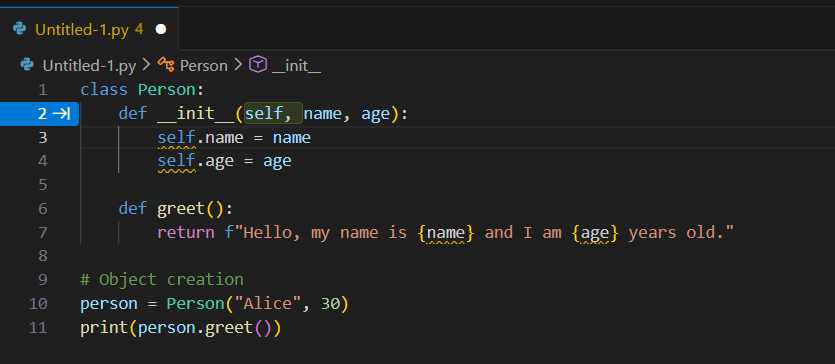 Untitled-1.py 4
Untitled-1.py > Person > __init__
1 class Person:
2 def __init__(self, name, age):
3 self.name = name
4 self.age = age
5
6 def greet():
7 return f"Hello, my name is {name} and I am {age} years old."
8
9 # Object creation
10 person = Person("Alice", 30)
11 print(person.greet())